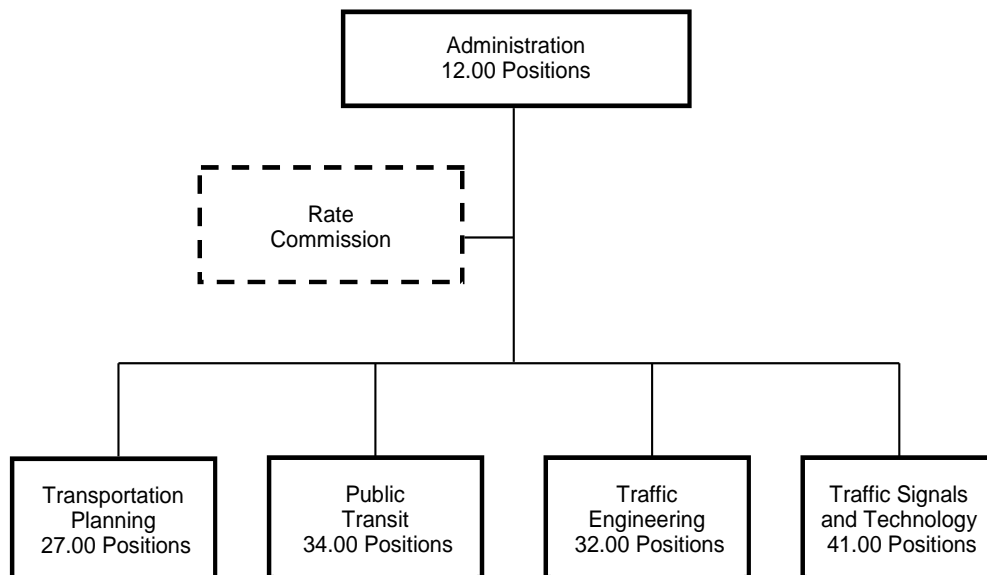 Administration
12.00 Positions
Rate
Commission
Transportation
Planning
27.00 Positions
Public
Transit
34.00 Positions
Traffic
Engineering
32.00 Positions
Traffic Signals
and Technology
41.00 Positions